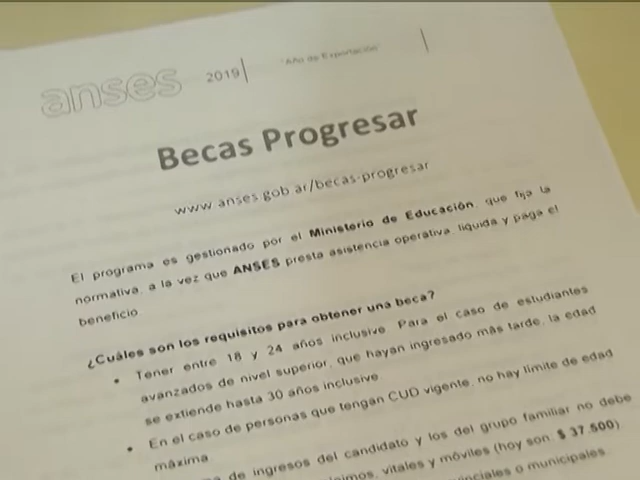 anses 2019 "Año de Exportación"
Becas Progresar
www.anses.gob.ar/becas-progresar
El programa es gestionado por el Ministerio de Educación, que fija la
normativa, a la vez que ANSES presta asistencia operativa, liquida y paga el
beneficio.
¿Cuáles son los requisitos para obtener una beca?
• Tener entre 18 y 24 años inclusive. Para el caso de estudiantes
avanzados de nivel superior, que hayan ingresado más tarde, la edad
se extiende hasta 30 años inclusive.
• En el caso de personas que tengan CUD vigente, no hay límite de edad
máxima.
de ingresos del candidato y los del grupo familiar no debe
vitales y móviles (hoy son: $ 37.500)
o municipales